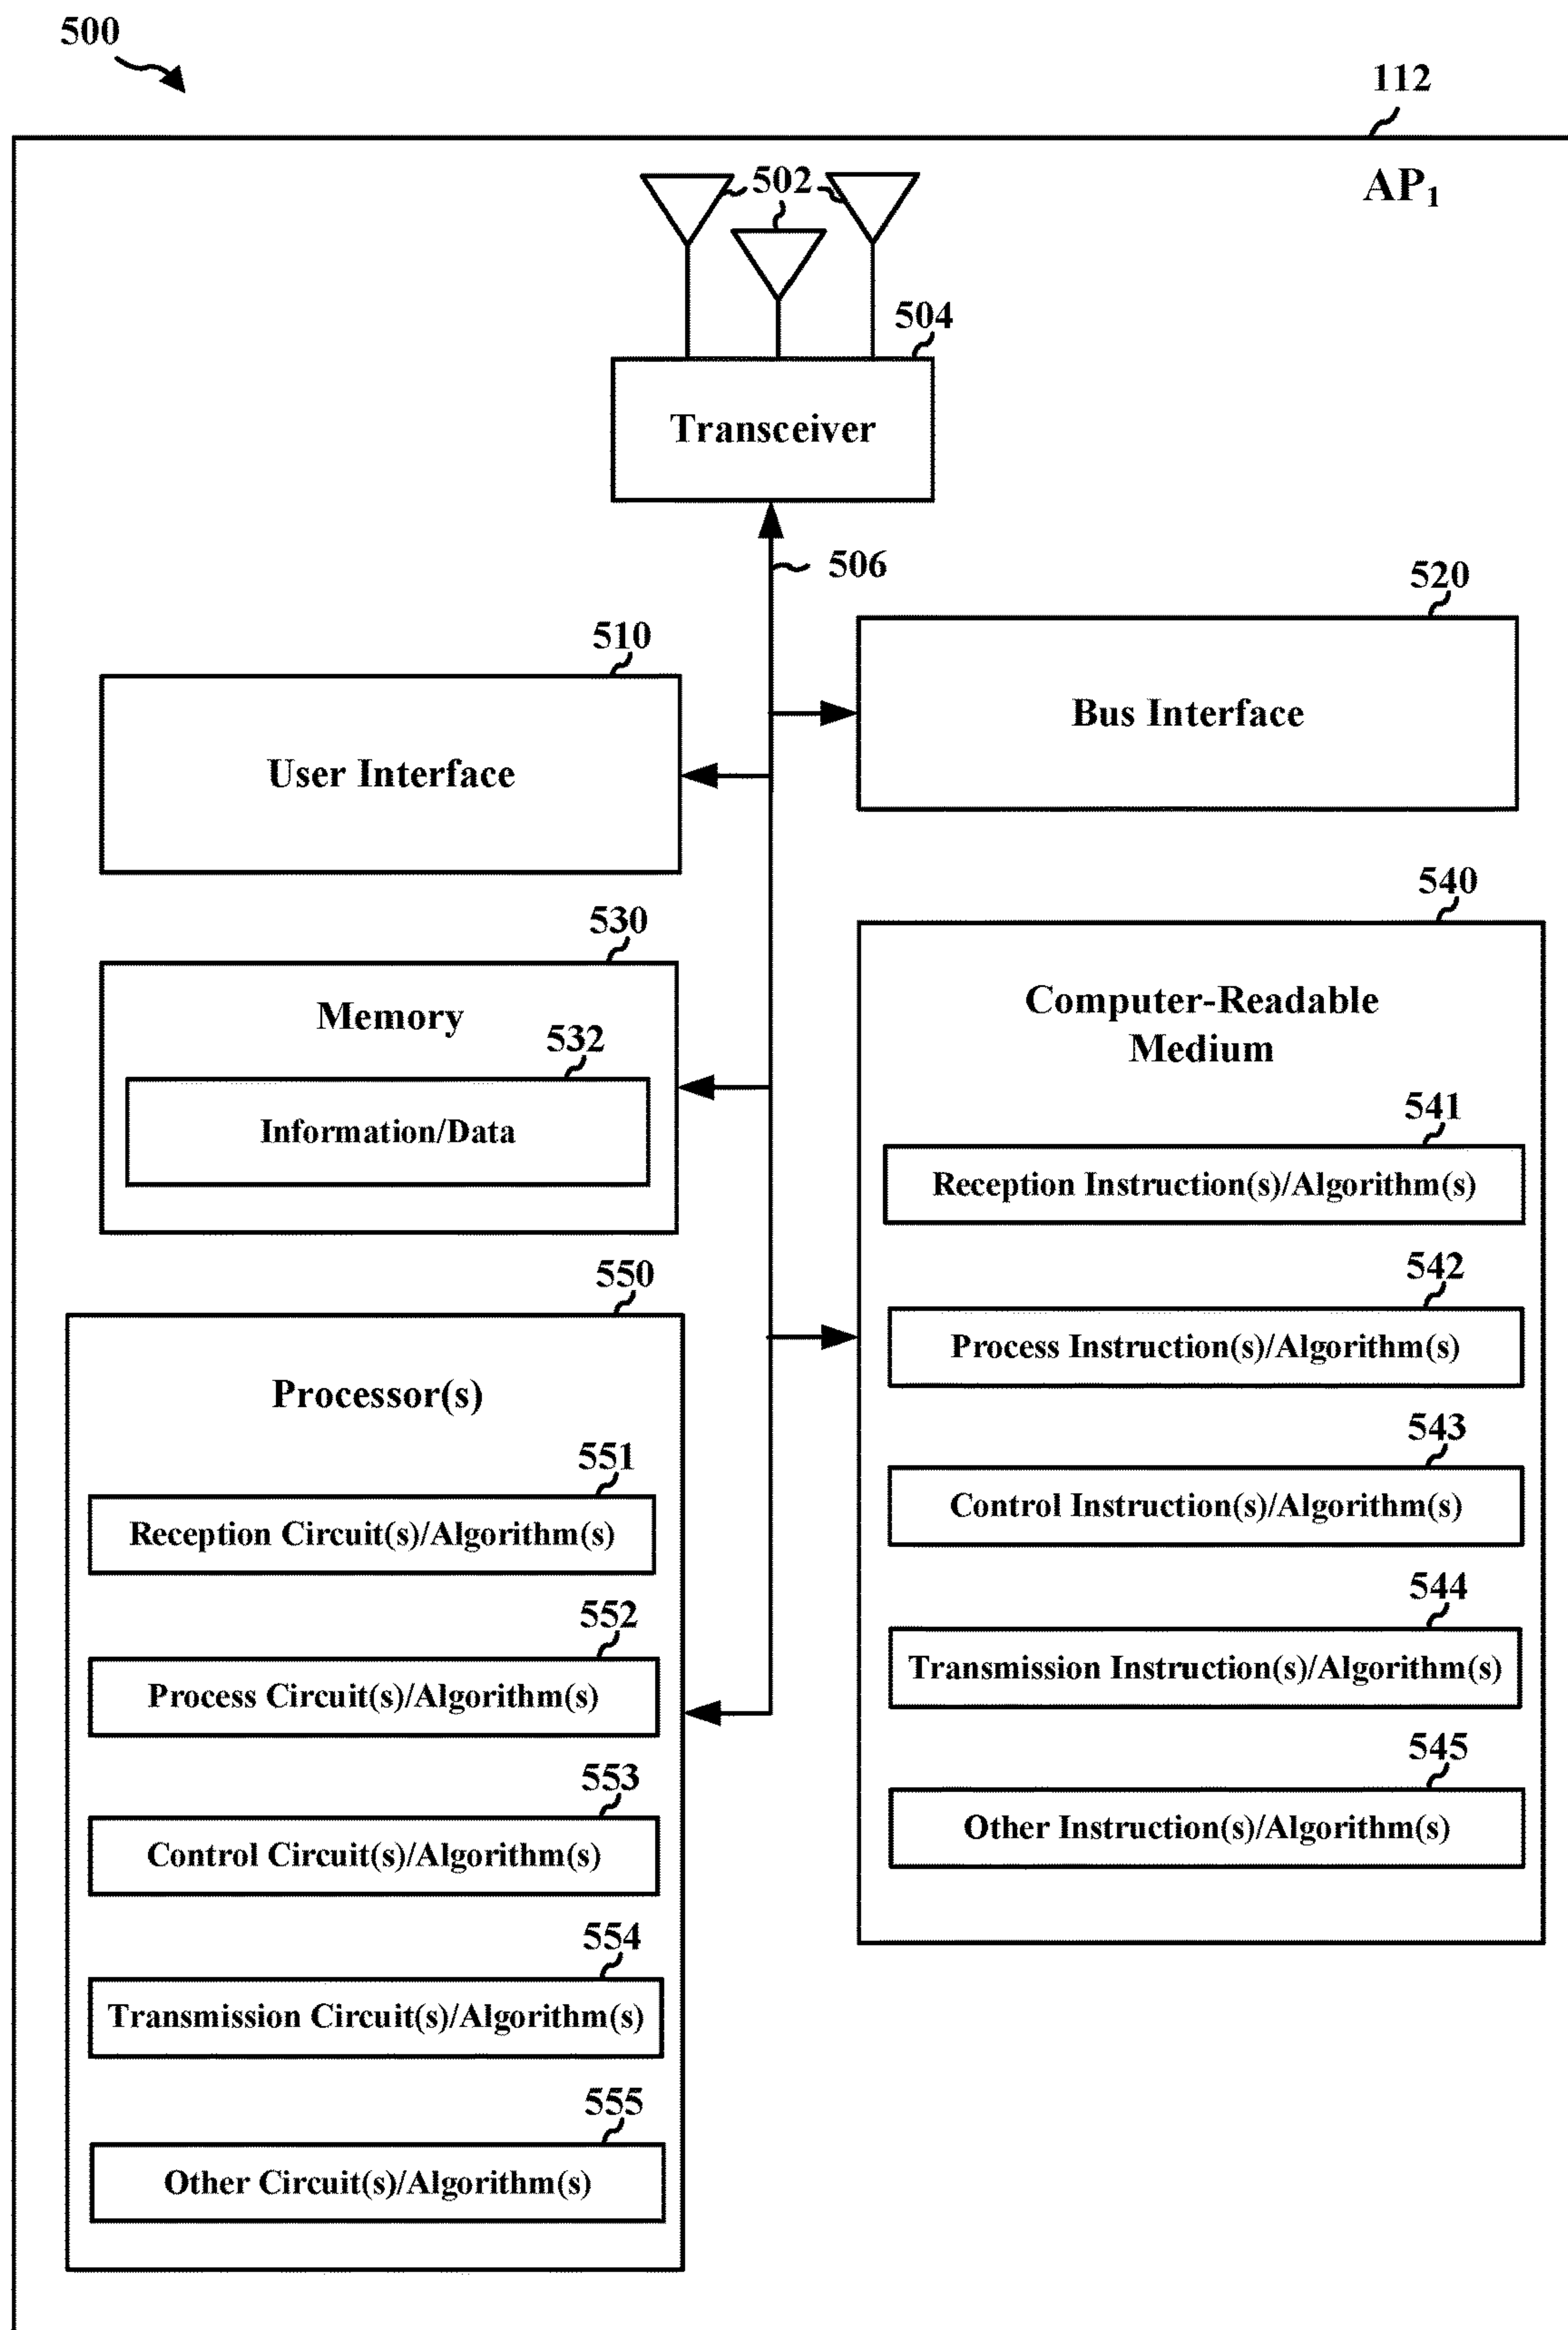 500
112
AP₁
502
504
Transceiver
506
520
Bus Interface
510
User Interface
530
Memory
532
Information/Data
540
Computer-Readable
Medium
541
Reception Instruction(s)/Algorithm(s)
542
Process Instruction(s)/Algorithm(s)
543
Control Instruction(s)/Algorithm(s)
544
Transmission Instruction(s)/Algorithm(s)
545
Other Instruction(s)/Algorithm(s)
550
Processor(s)
551
Reception Circuit(s)/Algorithm(s)
552
Process Circuit(s)/Algorithm(s)
553
Control Circuit(s)/Algorithm(s)
554
Transmission Circuit(s)/Algorithm(s)
555
Other Circuit(s)/Algorithm(s)